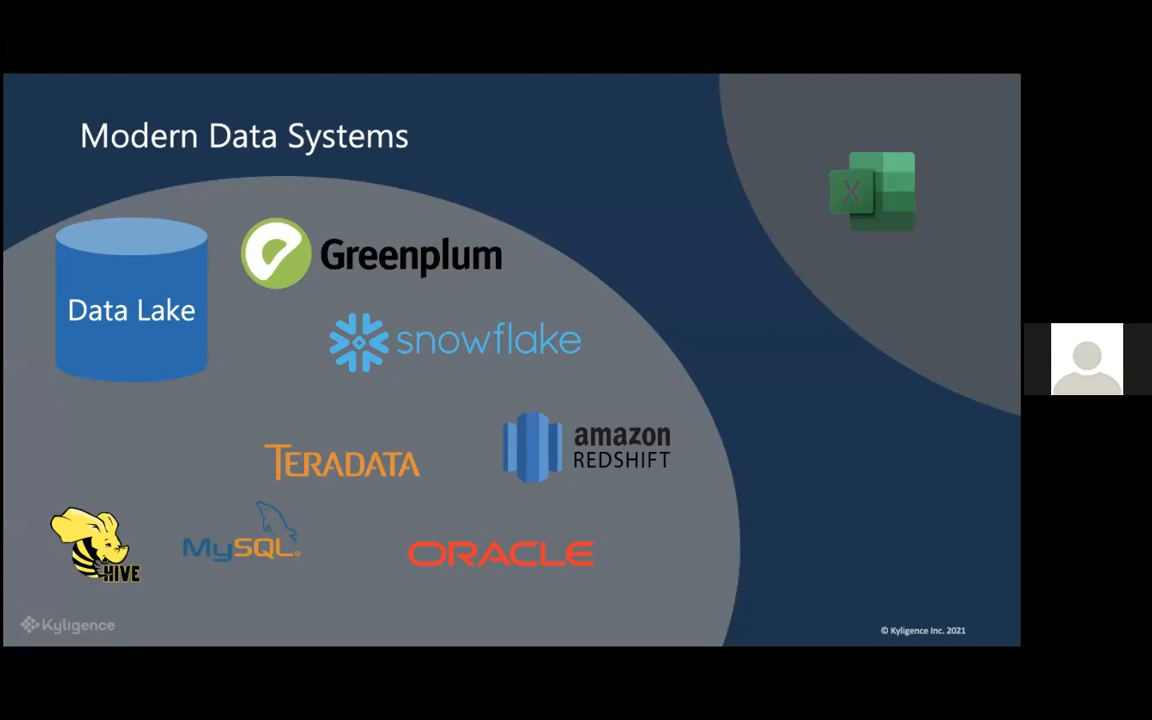 Modern Data Systems
X
Data Lake
Greenplum
snowflake
amazon
REDSHIFT
TERADATA
HIVE
MySQL®
ORACLE
Kyligence
© Kyligence Inc. 2021